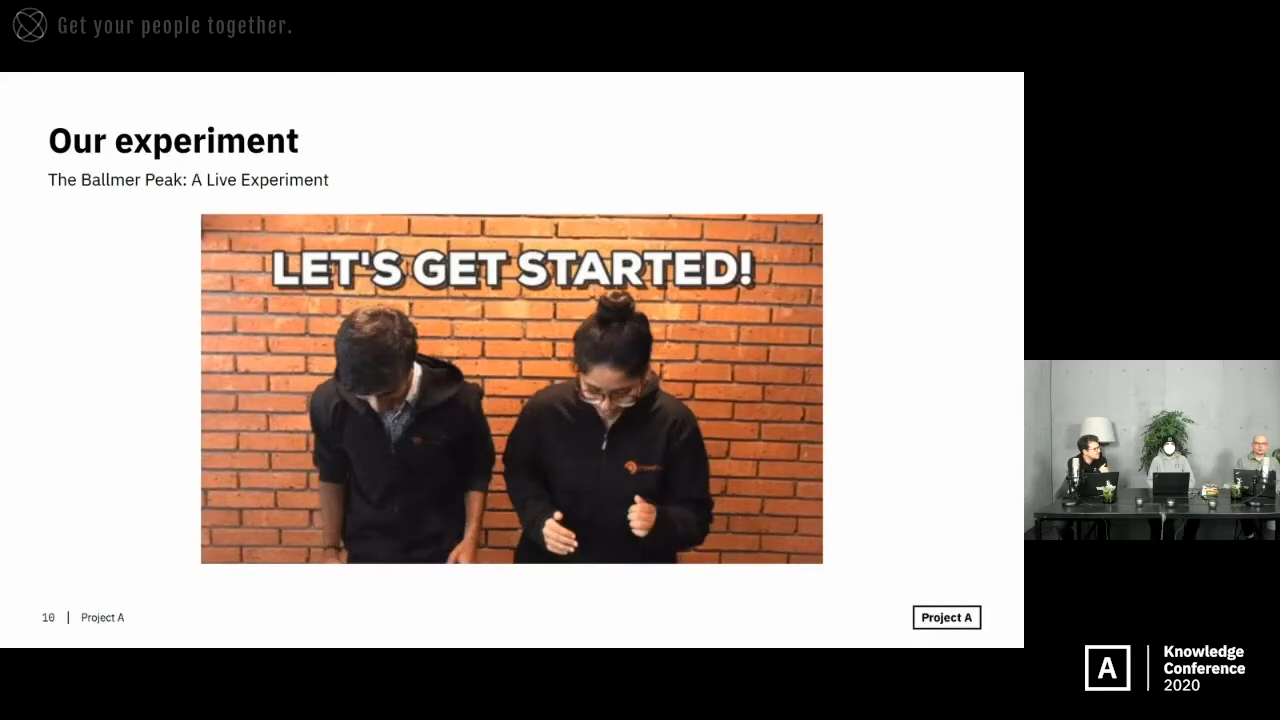 Get your people together.
Our experiment
The Ballmer Peak: A Live Experiment
LET'S GET STARTED!
10 | Project A
Project A
A
Knowledge
Conference
2020